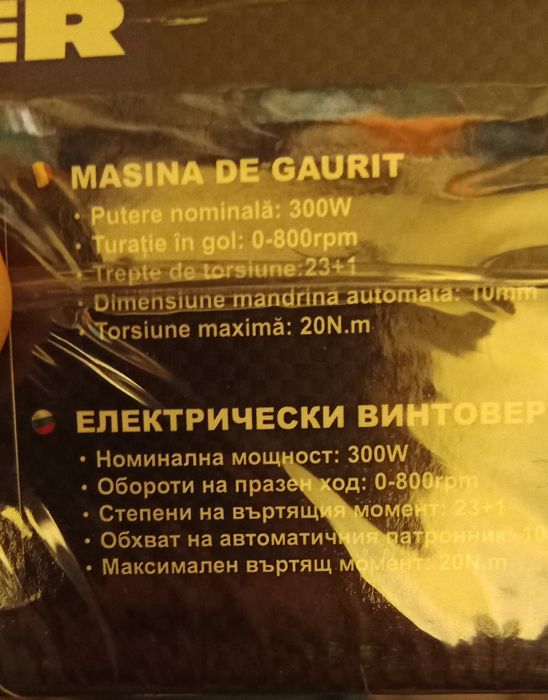 ER
MASINA DE GAURIT
• Putere nominală: 300W
• Turație în gol: 0-800rpm
• Trepte de torsiune:23+1
• Dimensiune mandrina automata: 10mm
• Torsiune maximă: 20N.m
ЕЛЕКТРИЧЕСКИ ВИНТОВЕР
• Номинална мощност: 300W
• Обороти на празен ход: 0-800rpm
• Степени на въртящия момент: 23+1
• Обхват на автоматичния патронник: 10
• Максимален въртящ момент: 20N.m